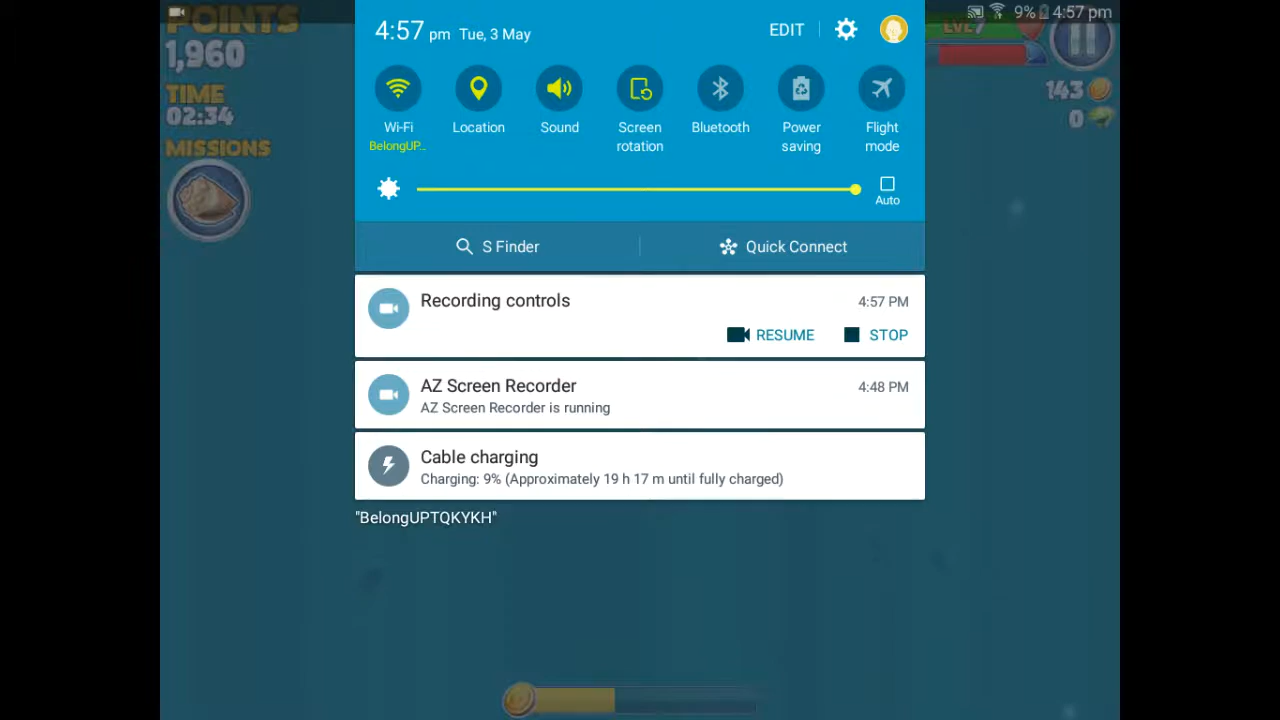 POINTS
1,960
TIME
02:34
MISSIONS
4:57 pm Tue, 3 May
EDIT
9% 4:57 pm
LVL 7
143
0
Wi-Fi
BelongUP..
Location
Sound
Screen
rotation
Bluetooth
Power
saving
Flight
mode
Auto
S Finder
Quick Connect
Recording controls
4:57 PM
RESUME
STOP
AZ Screen Recorder
4:48 PM
AZ Screen Recorder is running
Cable charging
Charging: 9% (Approximately 19 h 17 m until fully charged)
"BelongUPTQKYKH"